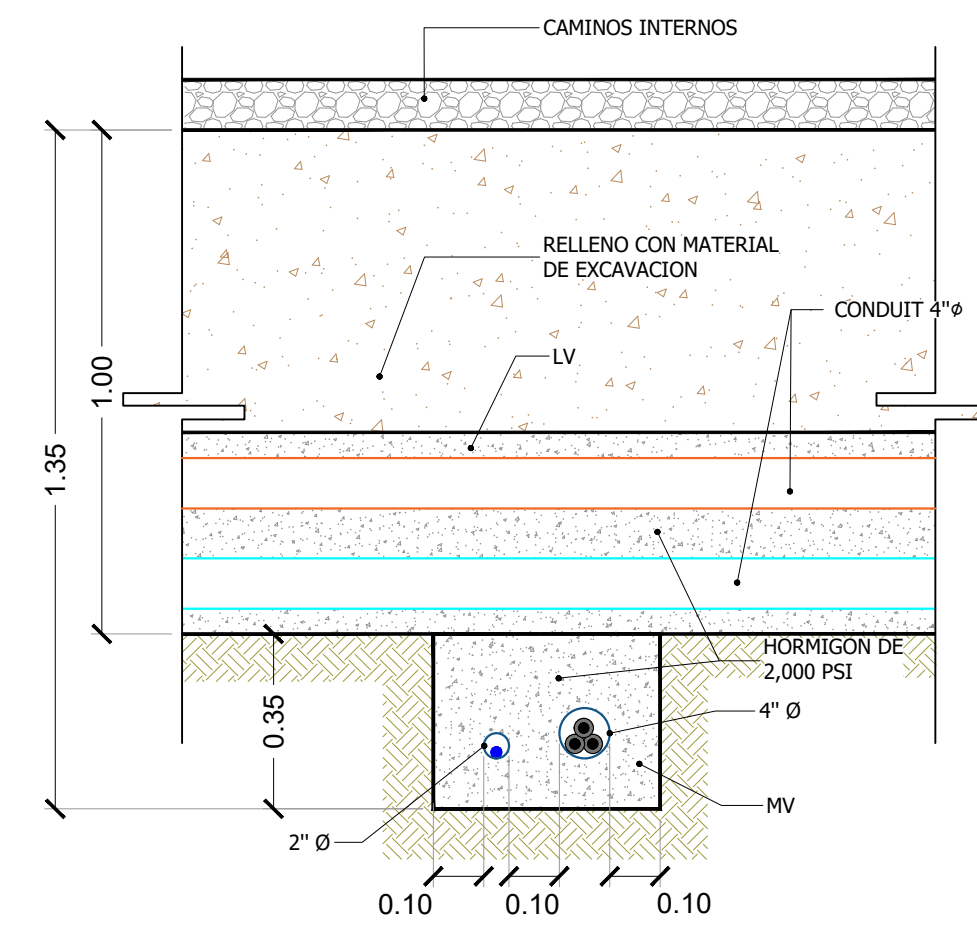 CAMINOS INTERNOS
RELLENO CON MATERIAL
DE EXCAVACION
CONDUIT 4"φ
LV
1.00
1.35
HORMIGON DE
2,000 PSI
0.35
4" Ø
MV
2" Ø
0.10
0.10
0.10